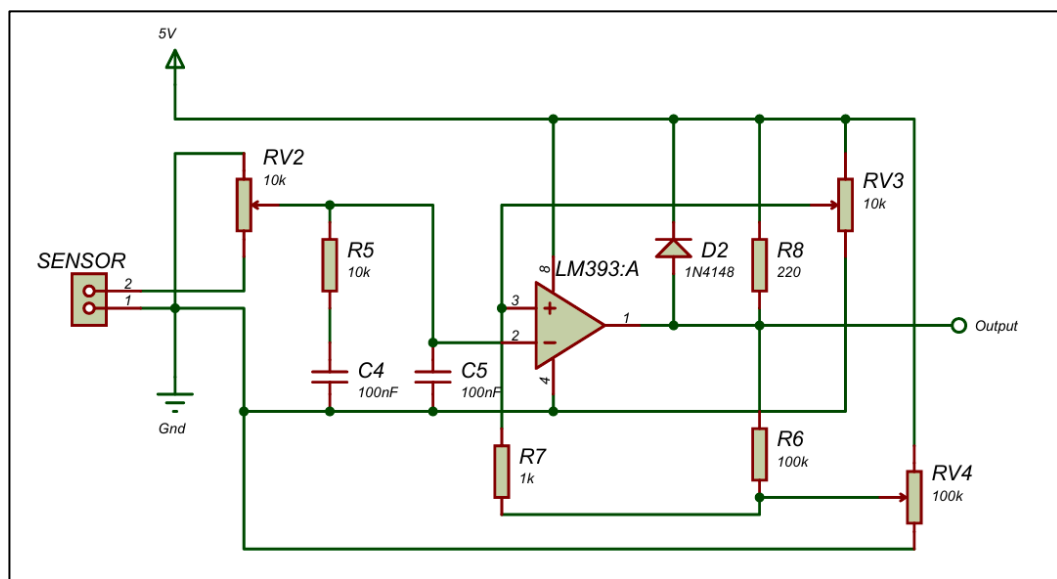 5V
RV2
10k
RV3
10k
SENSOR
2
1
R5
10k
LM393:A
8
3
+
2
−
1
4
D2
1N4148
R8
220
Output
C4
100nF
C5
100nF
Gnd
R7
1k
R6
100k
RV4
100k